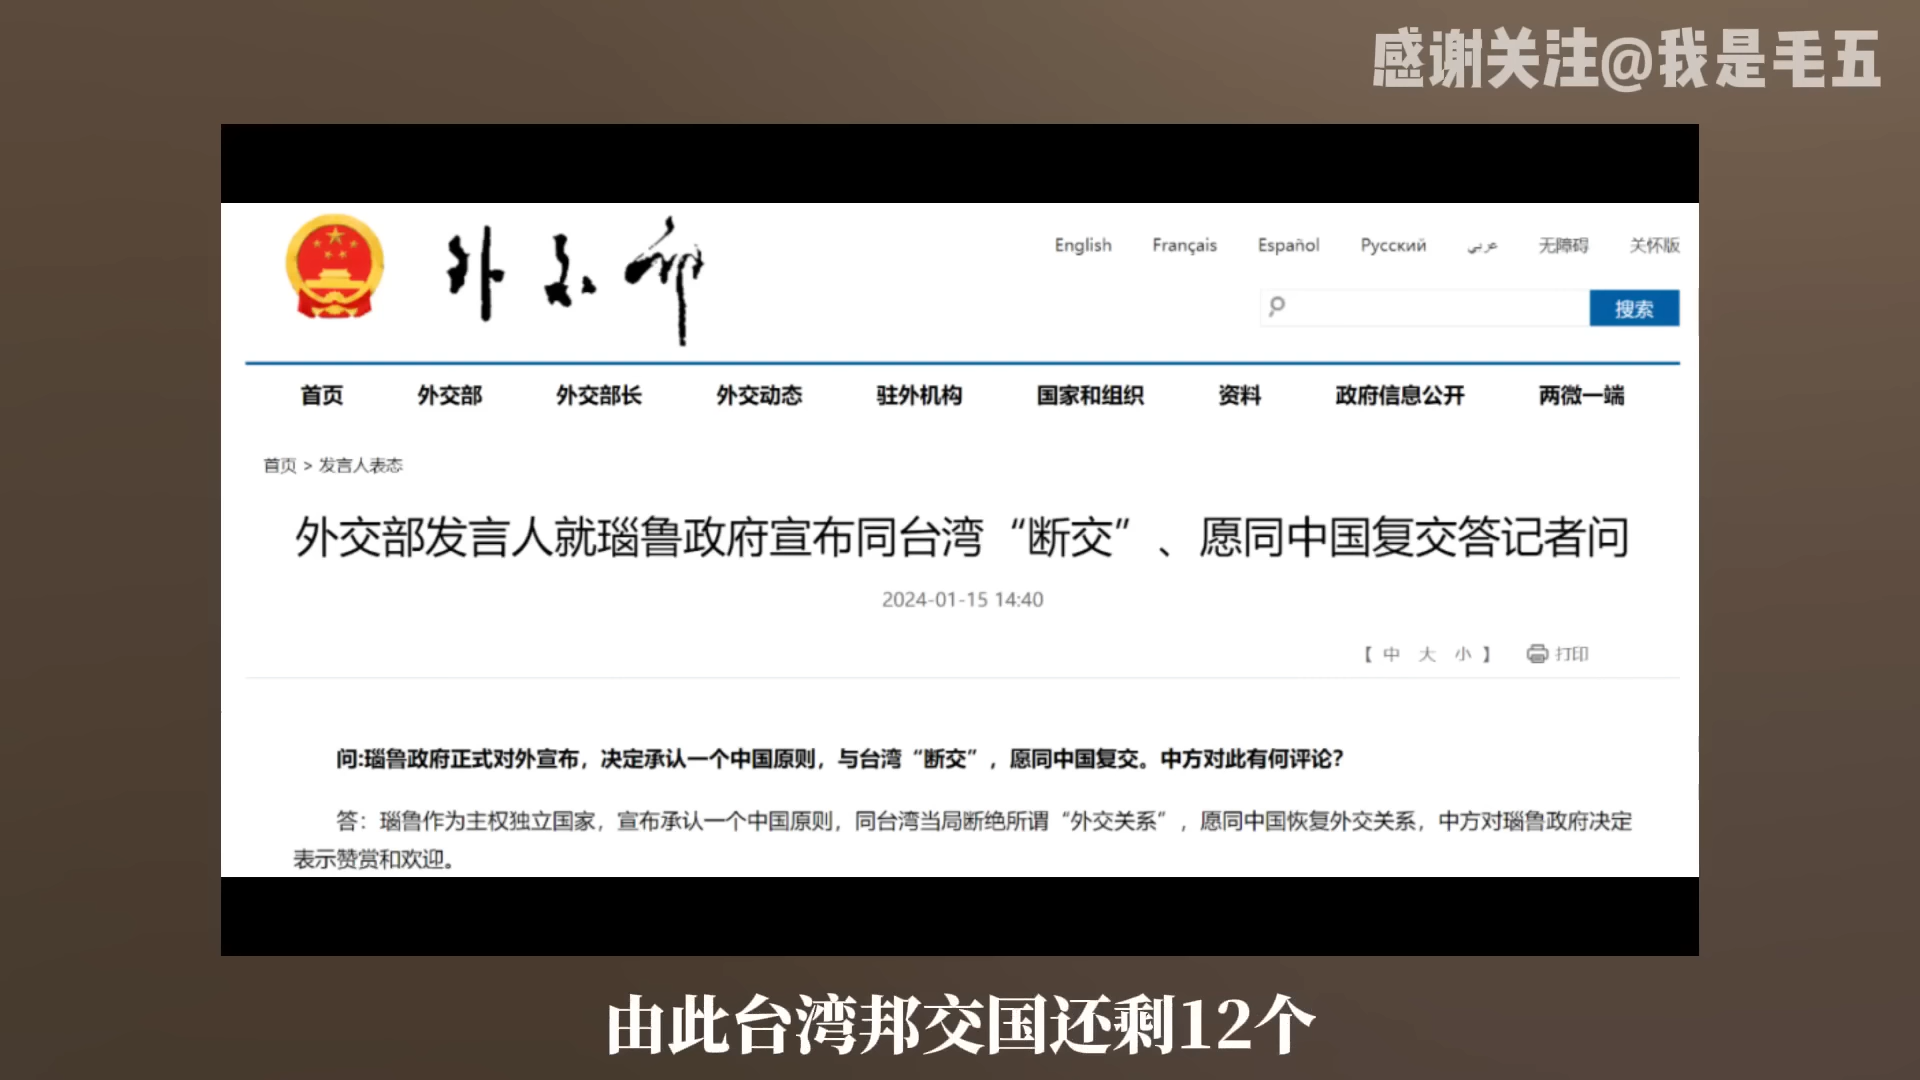 感谢关注@我是毛五
外交部
English Français Español Русский عربي 无障碍 关怀版
搜索
首页 外交部 外交部长 外交动态 驻外机构 国家和组织 资料 政府信息公开 两微一端
首页 > 发言人表态
外交部发言人就瑙鲁政府宣布同台湾“断交”、愿同中国复交答记者问
2024-01-15 14:40
【 中 大 小 】 打印
问:瑙鲁政府正式对外宣布，决定承认一个中国原则，与台湾“断交”，愿同中国复交。中方对此有何评论？
答：瑙鲁作为主权独立国家，宣布承认一个中国原则，同台湾当局断绝所谓“外交关系”，愿同中国恢复外交关系，中方对瑙鲁政府决定
表示赞赏和欢迎。
由此台湾邦交国还剩12个